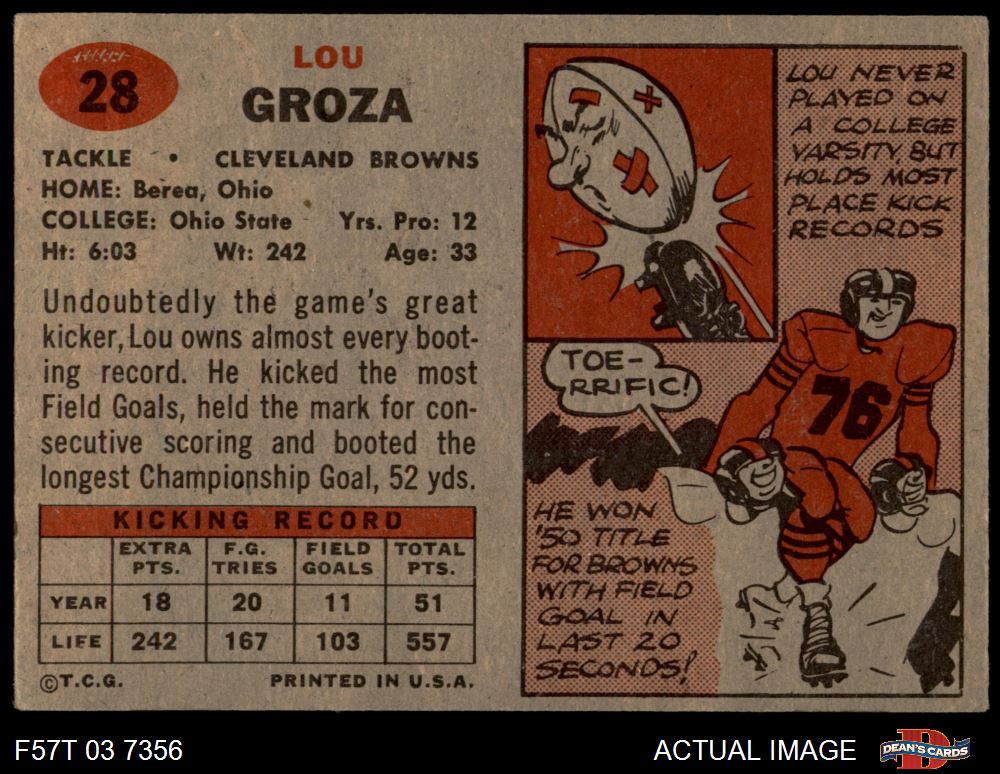 28
LOU
GROZA
TACKLE • CLEVELAND BROWNS
HOME: Berea, Ohio
COLLEGE: Ohio State Yrs. Pro: 12
Ht: 6:03 Wt: 242 Age: 33
Undoubtedly the game's great
kicker, Lou owns almost every boot-
ing record. He kicked the most
Field Goals, held the mark for con-
secutive scoring and booted the
longest Championship Goal, 52 yds.
KICKING RECORD
EXTRA PTS. F.G. TRIES FIELD GOALS TOTAL PTS.
YEAR 18 20 11 51
LIFE 242 167 103 557
©T.C.G. PRINTED IN U.S.A.
LOU NEVER
PLAYED ON
A COLLEGE
VARSITY, BUT
HOLDS MOST
PLACE KICK
RECORDS
TOE-
RRIFIC!
76
HE WON
'50 TITLE
FOR BROWNS
WITH FIELD
GOAL IN
LAST 20
SECONDS!
F57T 03 7356
ACTUAL IMAGE
DEAN'S CARDS